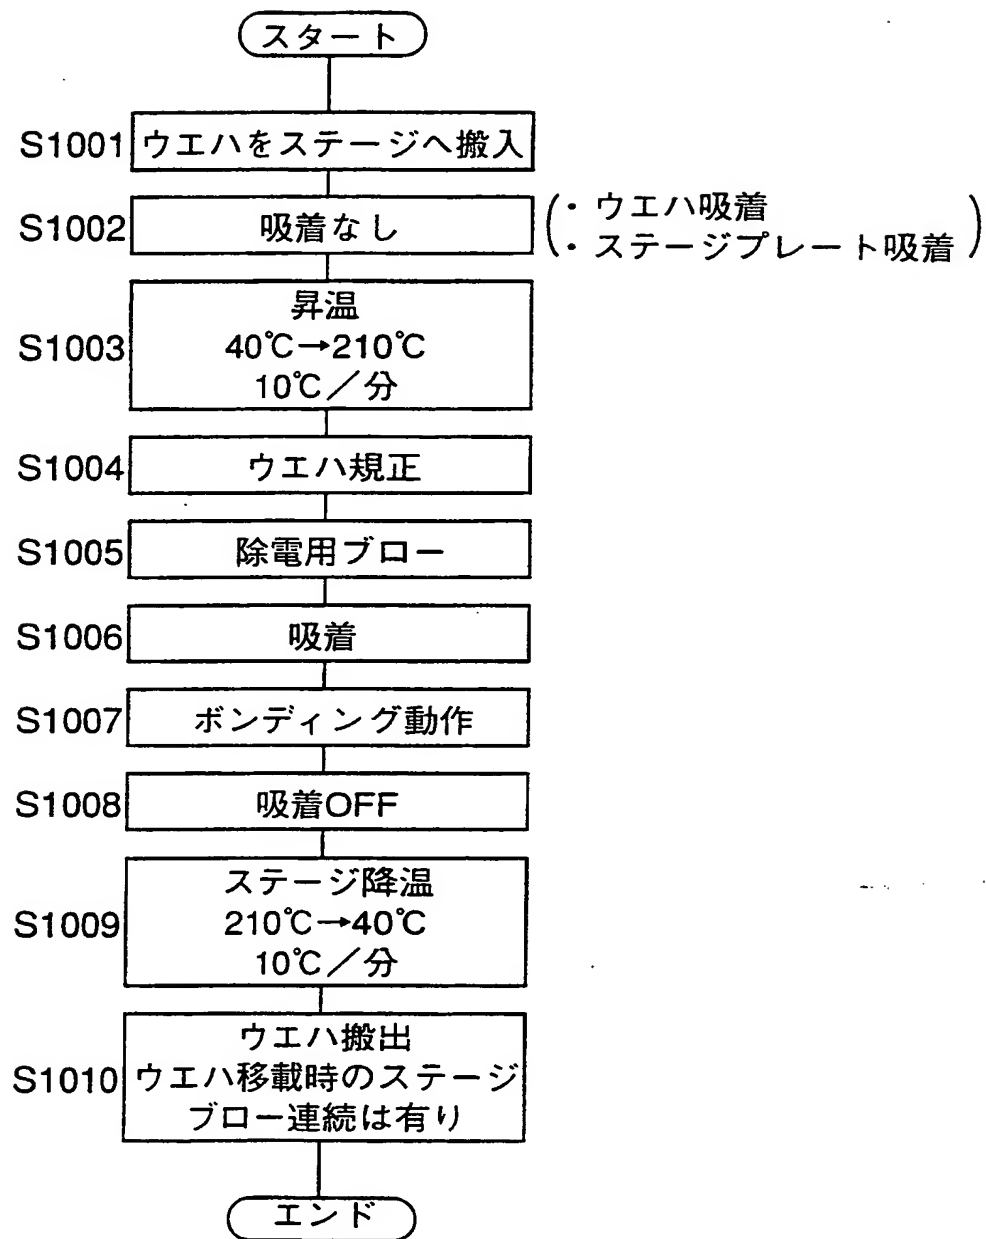 スタート
S1001 ウエハをステージへ搬入
S1002 吸着なし (・ウエハ吸着
・ステージプレート吸着)
S1003 昇温
40℃→210℃
10℃／分
S1004 ウエハ規正
S1005 除電用ブロー
S1006 吸着
S1007 ボンディング動作
S1008 吸着OFF
S1009 ステージ降温
210℃→40℃
10℃／分
S1010 ウエハ搬出
ウエハ移載時のステージ
ブロー連続は有り
エンド